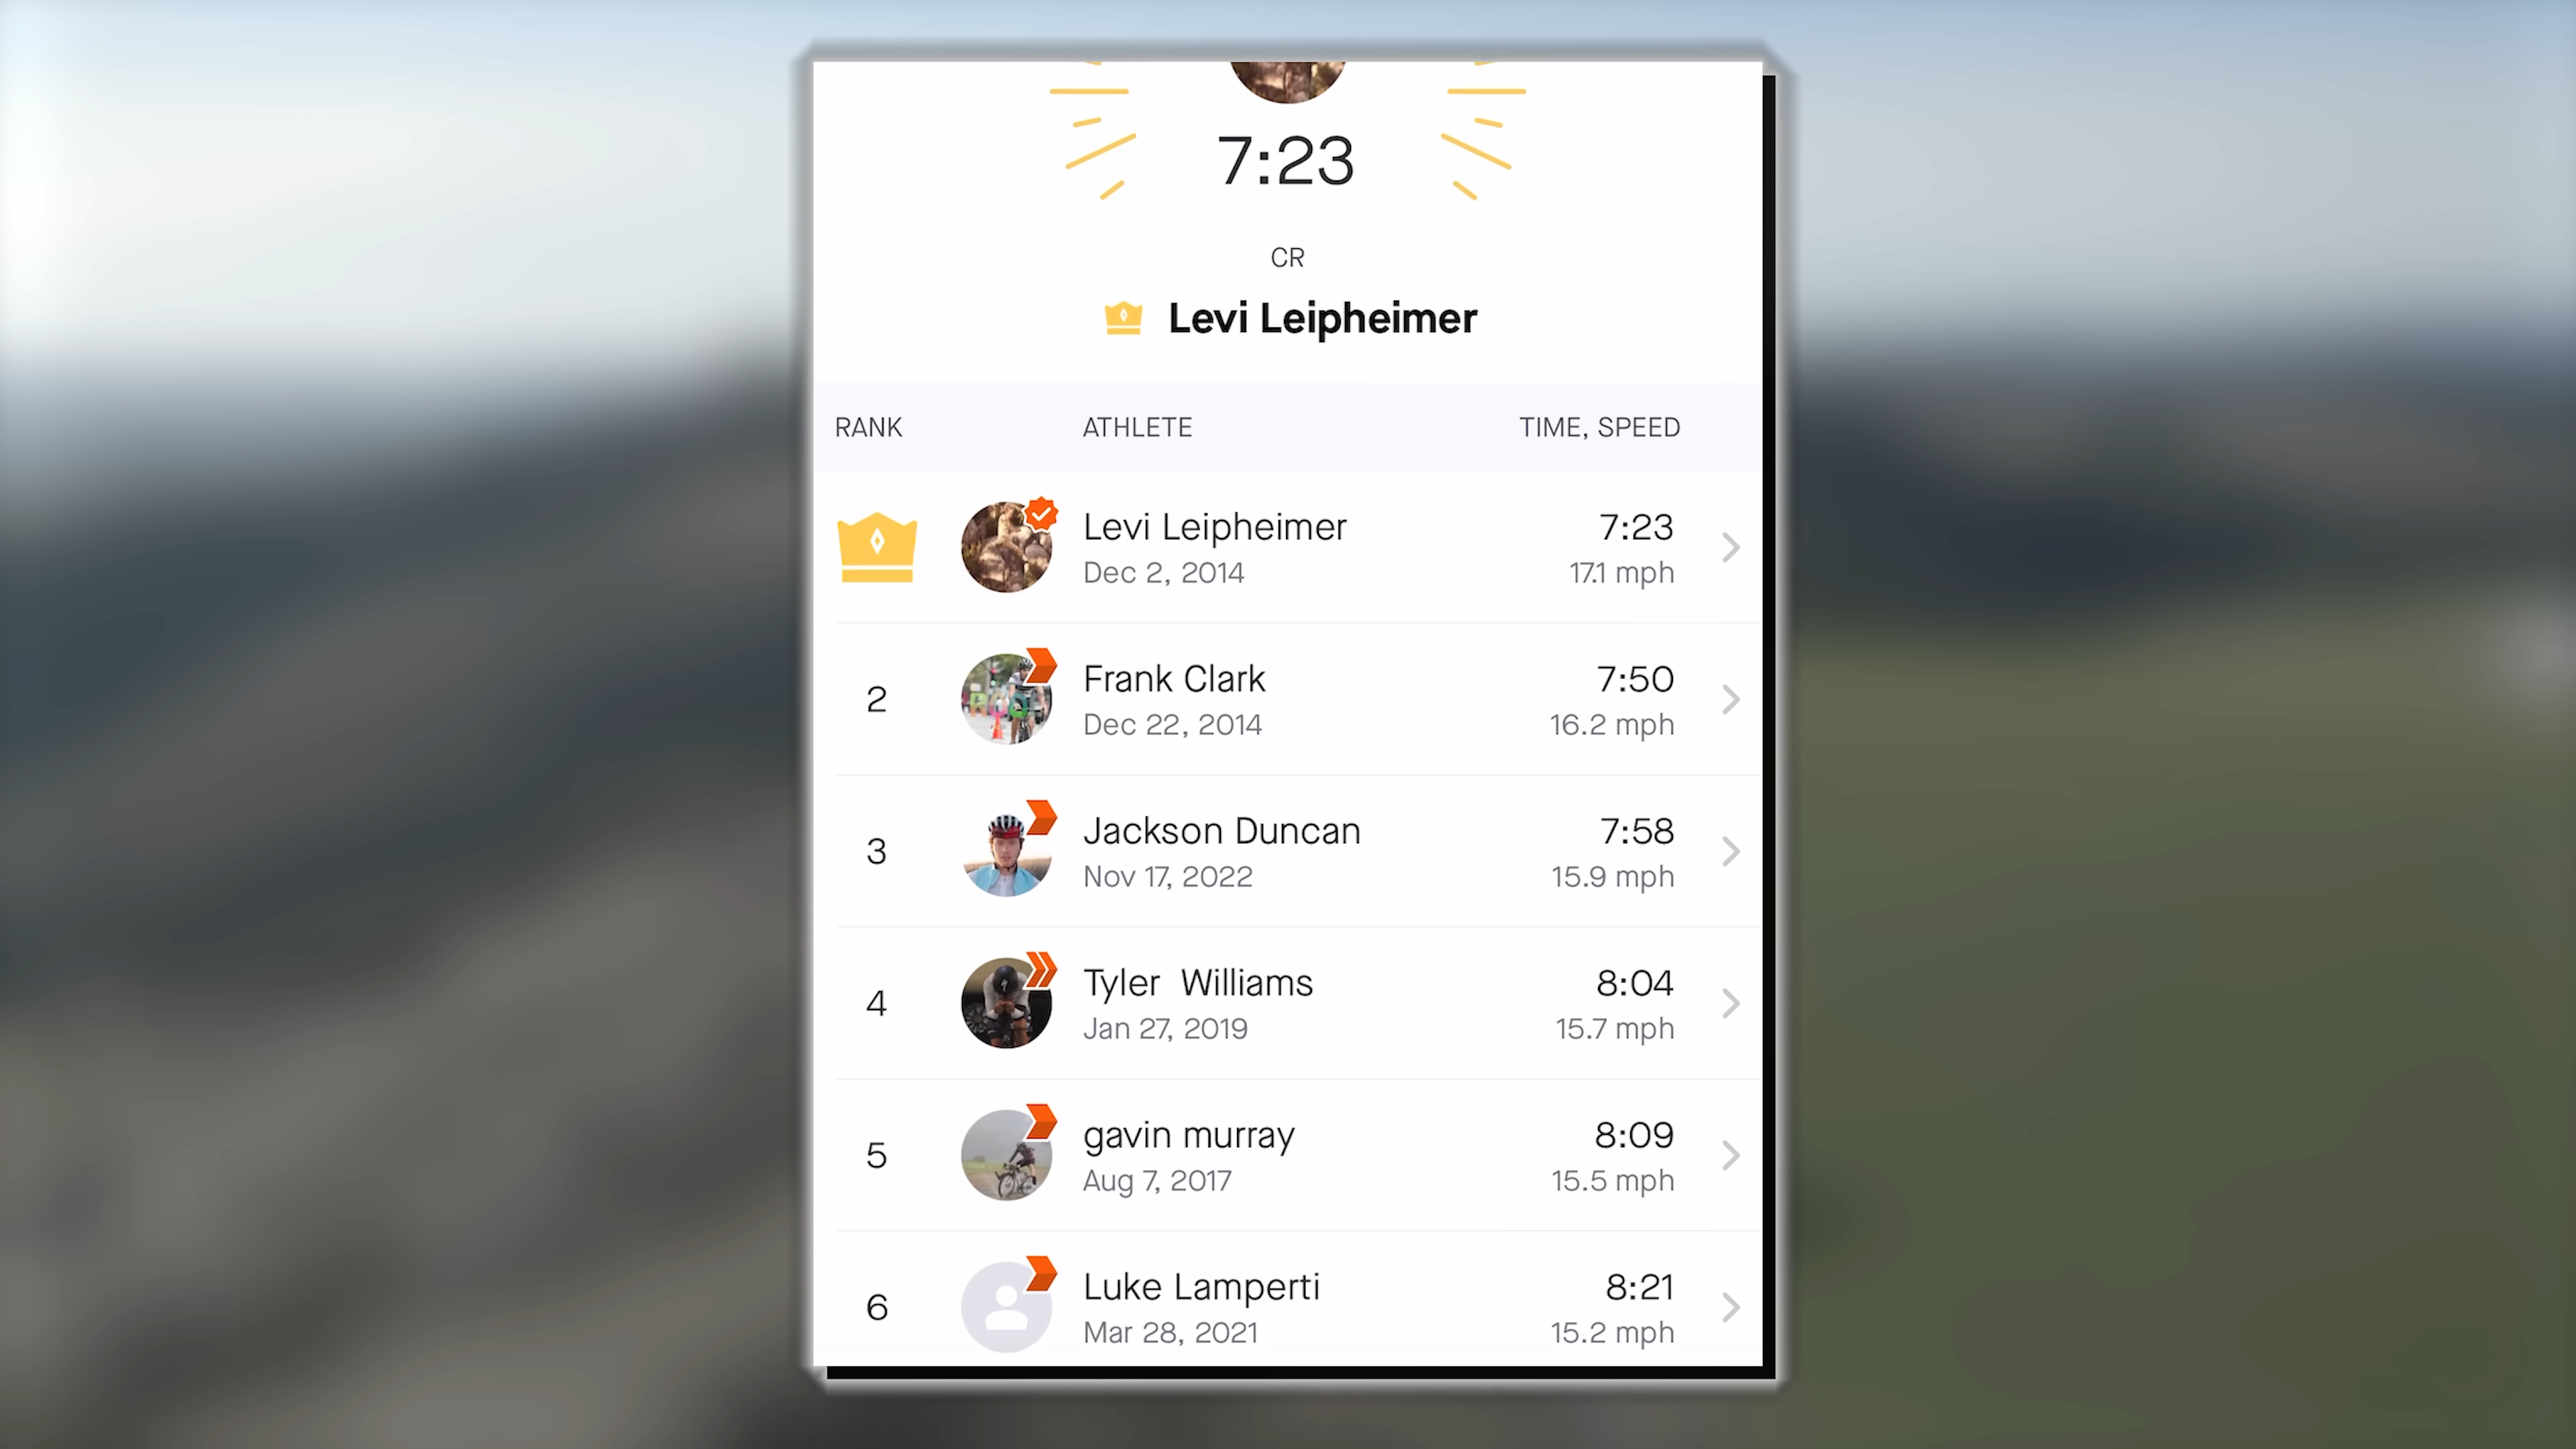 7:23
CR
Levi Leipheimer
RANK ATHLETE TIME, SPEED
Levi Leipheimer 7:23
Dec 2, 2014 17.1 mph
2 Frank Clark 7:50
Dec 22, 2014 16.2 mph
3 Jackson Duncan 7:58
Nov 17, 2022 15.9 mph
4 Tyler  Williams 8:04
Jan 27, 2019 15.7 mph
5 gavin murray 8:09
Aug 7, 2017 15.5 mph
6 Luke Lamperti 8:21
Mar 28, 2021 15.2 mph